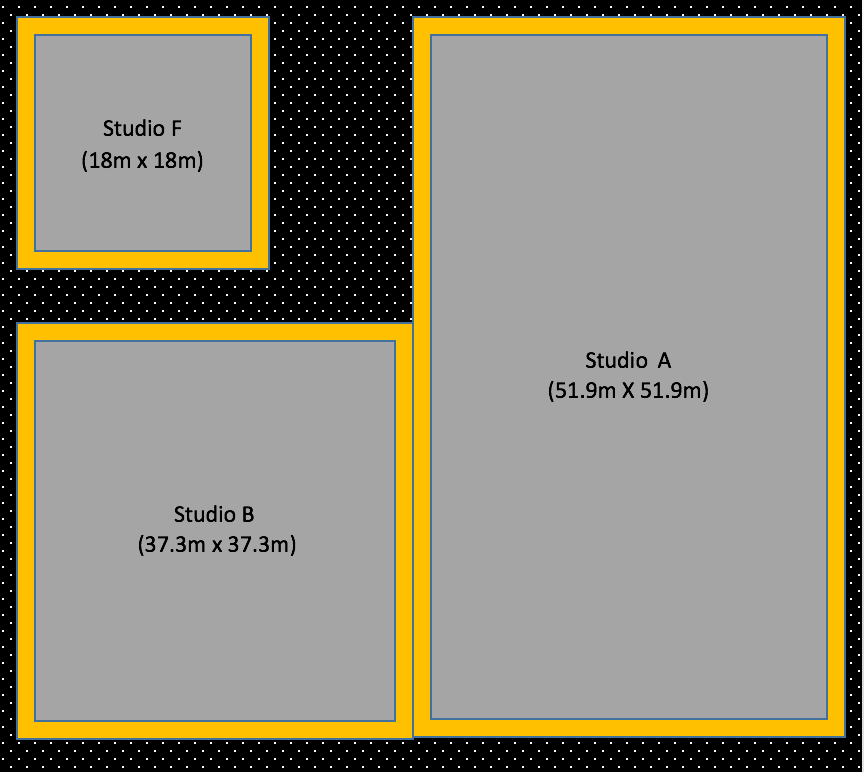 Studio F
(18m x 18m)
Studio A
(51.9m X 51.9m)
Studio B
(37.3m x 37.3m)